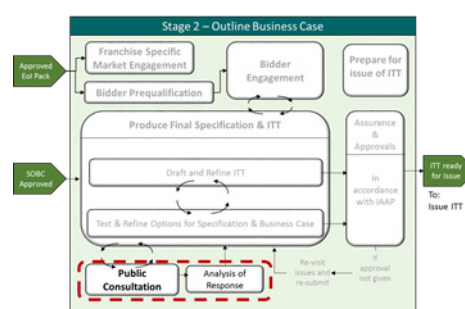 Stage 2 – Outline Business Case
Approved
EoI Pack
Franchise Specific
Market Engagement
Bidder Prequalification
Bidder
Engagement
Prepare for
issue of ITT
Produce Final Specification & ITT
Draft and Refine ITT
Test & Refine Options for Specification & Business Case
Assurance
&
Approvals
In
accordance
with IAAP
SOBC
Approved
ITT ready
for Issue
To:
Issue ITT
Public
Consultation
Analysis of
Response
Re-visit
issues and
re-submit
If
approval
not given